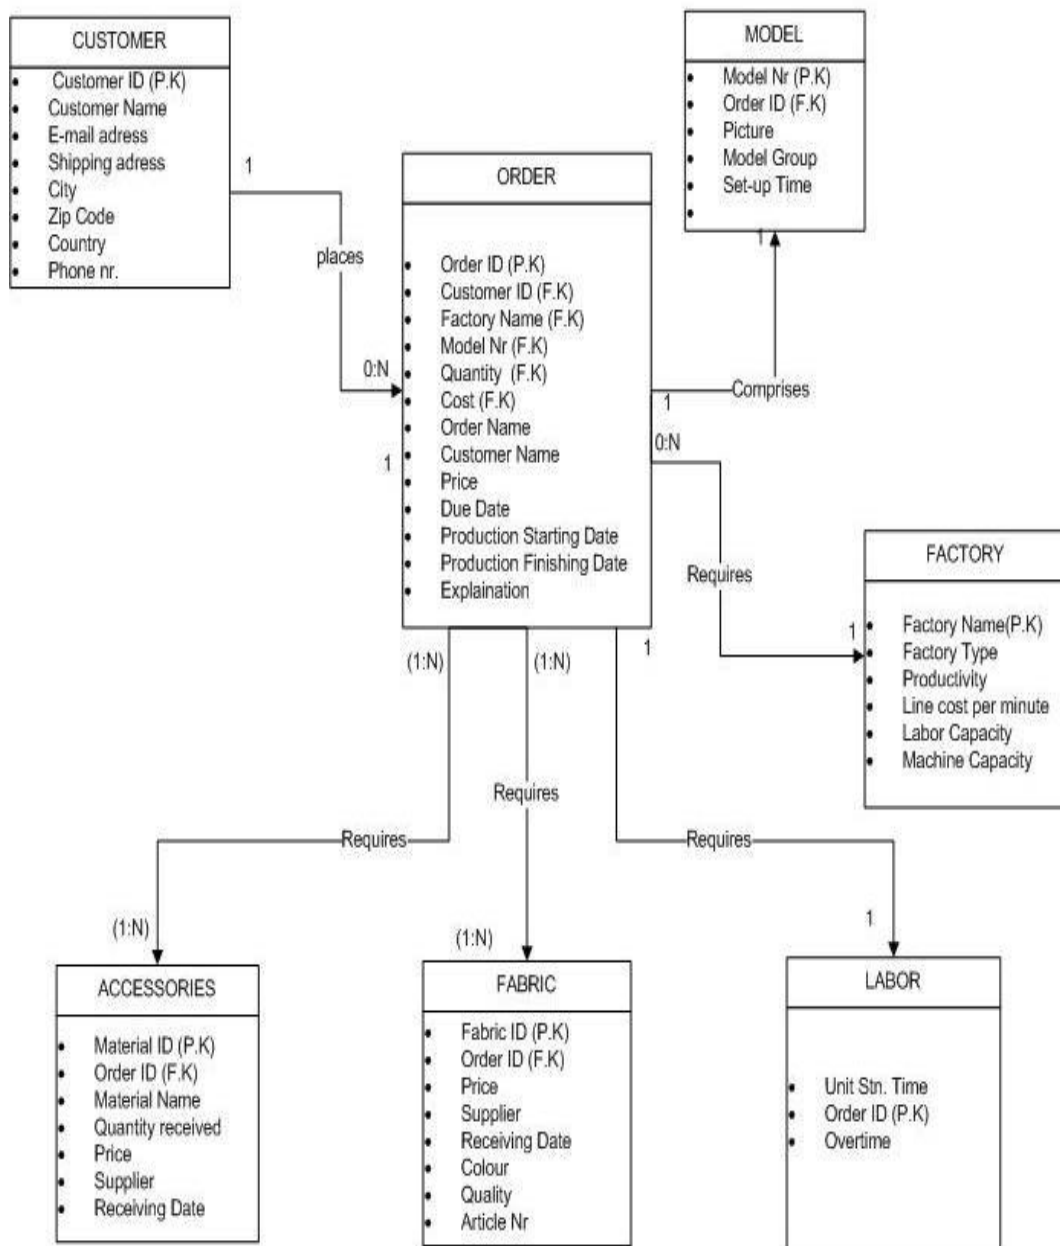 CUSTOMER
Customer ID (P.K)
Customer Name
E-mail adress
Shipping adress
City
Zip Code
Country
Phone nr.
MODEL
Model Nr (P.K)
Order ID (F.K)
Picture
Model Group
Set-up Time
1
places
0:N
ORDER
Order ID (P.K)
Customer ID (F.K)
Factory Name (F.K)
Model Nr (F.K)
Quantity (F.K)
Cost (F.K)
Order Name
Customer Name
Price
Due Date
Production Starting Date
Production Finishing Date
Explaination
1
1
Comprises
1
0:N
Requires
1
FACTORY
Factory Name(P.K)
Factory Type
Productivity
Line cost per minute
Labor Capacity
Machine Capacity
(1:N)
(1:N)
1
Requires
Requires
Requires
(1:N)
(1:N)
1
ACCESSORIES
Material ID (P.K)
Order ID (F.K)
Material Name
Quantity received
Price
Supplier
Receiving Date
FABRIC
Fabric ID (P.K)
Order ID (F.K)
Price
Supplier
Receiving Date
Colour
Quality
Article Nr
LABOR
Unit Stn. Time
Order ID (P.K)
Overtime